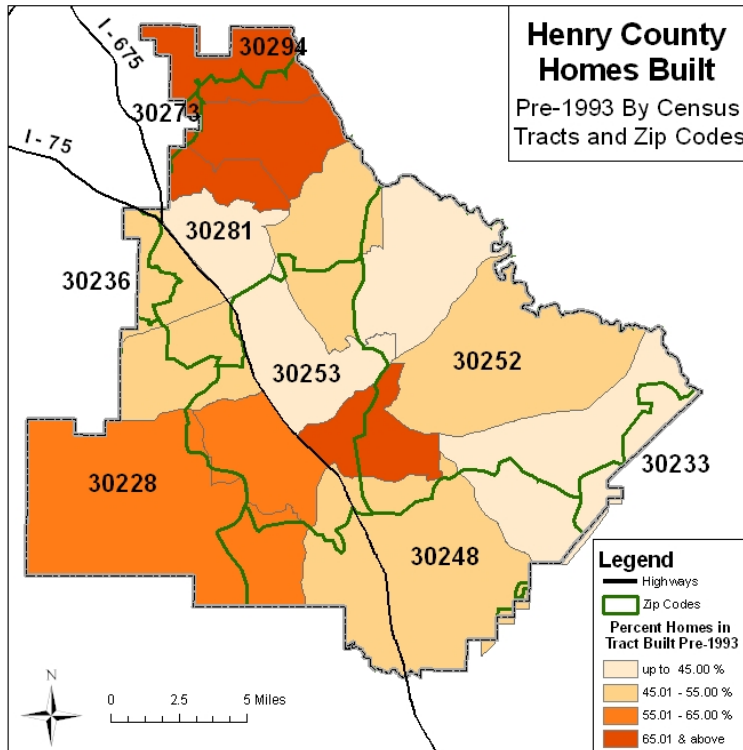 Henry County
Homes Built
Pre-1993 By Census
Tracts and Zip Codes
I - 675
I - 75
30294
30273
30281
30236
30253
30252
30228
30233
30248
Legend
Highways
Zip Codes
Percent Homes in
Tract Built Pre-1993
up to 45.00 %
45.01 - 55.00 %
55.01 - 65.00 %
65.01 & above
N
0 2.5 5 Miles